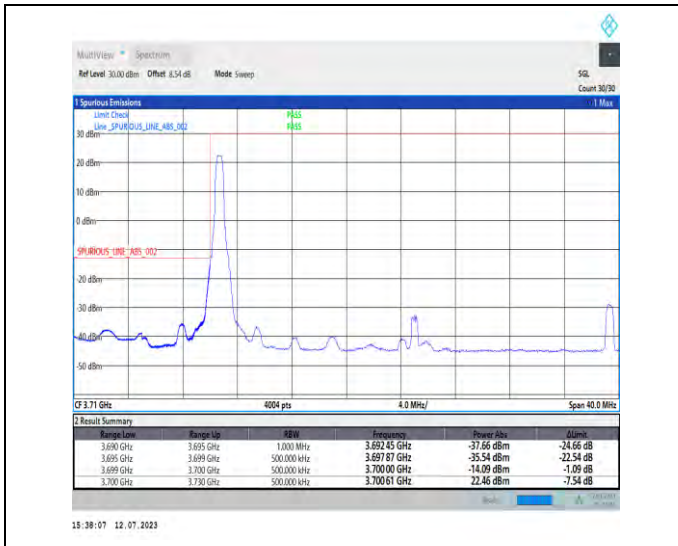 MultiView Spectrum
Ref Level 30.00 dBm Offset 8.54 dB Mode Sweep SGL
Count 30/30
1 Spurious Emissions 1 Max
Limit Check PASS
Line _SPURIOUS_LINE_ABS_002 PASS
30 dBm
20 dBm
10 dBm
0 dBm
SPURIOUS_LINE_ABS_002
-20 dBm
-30 dBm
-40 dBm
-50 dBm
CF 3.71 GHz 4004 pts 4.0 MHz/ Span 40.0 MHz
2 Result Summary
Range Low Range Up RBW Frequency Power Abs ΔLimit
3.690 GHz 3.695 GHz 1.000 MHz 3.692 45 GHz -37.66 dBm -24.66 dB
3.695 GHz 3.699 GHz 500.000 kHz 3.697 87 GHz -35.54 dBm -22.54 dB
3.699 GHz 3.700 GHz 500.000 kHz 3.700 00 GHz -14.09 dBm -1.09 dB
3.700 GHz 3.730 GHz 500.000 kHz 3.700 61 GHz 22.46 dBm -7.54 dB
15:38:07 12.07.2023